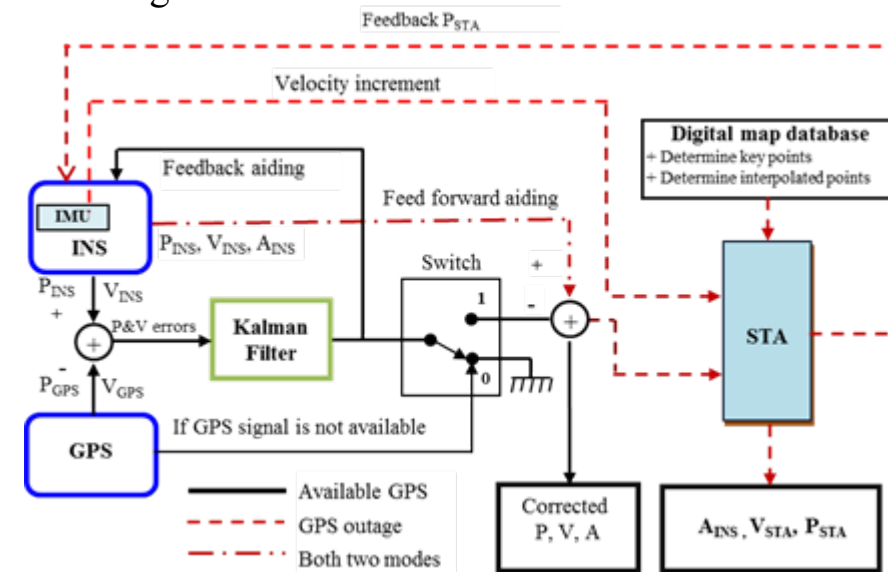 Feedback P_STA
Velocity increment
Digital map database
+ Determine key points
+ Determine interpolated points
Feedback aiding
Feed forward aiding
IMU
INS
P_INS, V_INS, A_INS
Switch
+
-
1
0
P_INS V_INS
+
+
P&V errors
Kalman
Filter
+
STA
-
P_GPS V_GPS
If GPS signal is not available
GPS
Available GPS
GPS outage
Both two modes
Corrected
P, V, A
A_INS, V_STA, P_STA